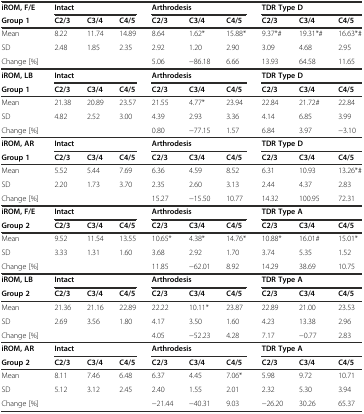 iROM, F/E Intact Arthrodesis TDR Type D
Group 1 C2/3 C3/4 C4/5 C2/3 C3/4 C4/5 C2/3 C3/4 C4/5
Mean 8.22 11.74 14.89 8.64 1.62* 15.88* 9.37*# 19.31*# 16.63*#
SD 2.48 1.85 2.35 2.92 1.20 2.90 3.09 4.68 2.95
Change [%] 5.06 −86.18 6.66 13.93 64.58 11.65
iROM, LB Intact Arthrodesis TDR Type D
Group 1 C2/3 C3/4 C4/5 C2/3 C3/4 C4/5 C2/3 C3/4 C4/5
Mean 21.38 20.89 23.57 21.55 4.77* 23.94 22.84 21.72# 22.84
SD 4.82 2.52 3.00 4.39 2.93 3.36 4.14 6.85 3.99
Change [%] 0.80 −77.15 1.57 6.84 3.97 −3.10
iROM, AR Intact Arthrodesis TDR Type D
Group 1 C2/3 C3/4 C4/5 C2/3 C3/4 C4/5 C2/3 C3/4 C4/5
Mean 5.52 5.44 7.69 6.36 4.59 8.52 6.31 10.93 13.26*#
SD 2.20 1.73 3.70 2.35 2.60 3.13 2.44 4.37 2.83
Change [%] 15.27 −15.50 10.77 14.32 100.95 72.31
iROM, F/E Intact Arthrodesis TDR Type A
Group 2 C2/3 C3/4 C4/5 C2/3 C3/4 C4/5 C2/3 C3/4 C4/5
Mean 9.52 11.54 13.55 10.65* 4.38* 14.76* 10.88* 16.01# 15.01*
SD 3.33 1.31 1.60 3.68 2.92 1.70 3.74 5.35 1.52
Change [%] 11.85 −62.01 8.92 14.29 38.69 10.75
iROM, LB Intact Arthrodesis TDR Type A
Group 2 C2/3 C3/4 C4/5 C2/3 C3/4 C4/5 C2/3 C3/4 C4/5
Mean 21.36 21.16 22.89 22.22 10.11* 23.87 22.89 21.00 23.53
SD 2.69 3.56 1.80 4.17 3.50 1.60 4.23 13.38 2.96
Change [%] 4.05 −52.23 4.28 7.17 −0.77 2.83
iROM, AR Intact Arthrodesis TDR Type A
Group 2 C2/3 C3/4 C4/5 C2/3 C3/4 C4/5 C2/3 C3/4 C4/5
Mean 8.11 7.46 6.48 6.37 4.45 7.06* 5.98 9.72 10.71
SD 5.12 3.12 2.45 2.40 1.55 2.01 2.32 5.30 3.94
Change [%] −21.44 −40.31 9.03 −26.20 30.26 65.37